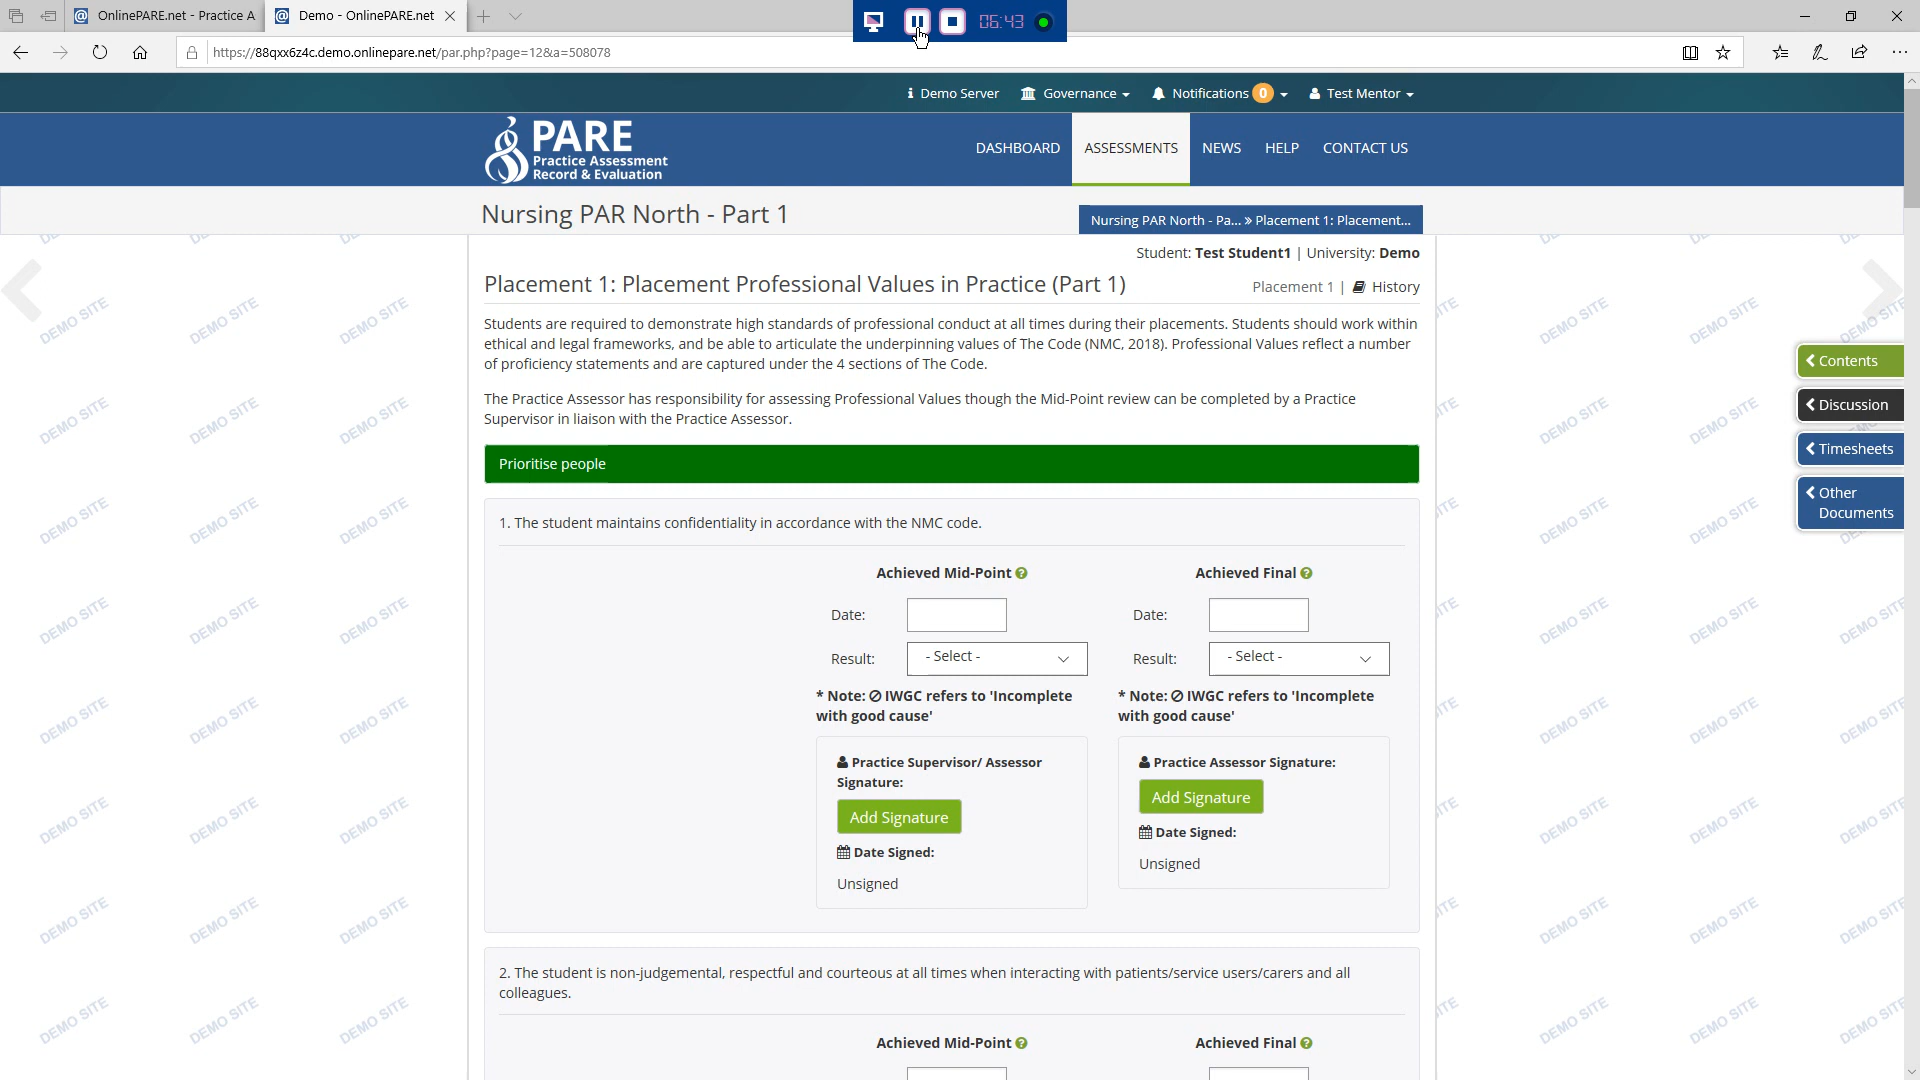 OnlinePARE.net - Practice A
Demo - OnlinePARE.net
06:43
https://88qxx6z4c.demo.onlinepare.net/par.php?page=12&a=508078
Demo Server
Governance
Notifications 0
Test Mentor
PARE
Practice Assessment
Record & Evaluation
DASHBOARD
ASSESSMENTS
NEWS
HELP
CONTACT US
Nursing PAR North - Part 1
Nursing PAR North - Pa... » Placement 1: Placement...
Student: Test Student1 | University: Demo
Placement 1: Placement Professional Values in Practice (Part 1)
Placement 1 | History
Students are required to demonstrate high standards of professional conduct at all times during their placements. Students should work within
ethical and legal frameworks, and be able to articulate the underpinning values of The Code (NMC, 2018). Professional Values reflect a number
of proficiency statements and are captured under the 4 sections of The Code.
The Practice Assessor has responsibility for assessing Professional Values though the Mid-Point review can be completed by a Practice
Supervisor in liaison with the Practice Assessor.
Contents
Discussion
Timesheets
Other
Documents
Prioritise people
1. The student maintains confidentiality in accordance with the NMC code.
Achieved Mid-Point
Date:
Result: - Select -
* Note: IWGC refers to 'Incomplete
with good cause'
Practice Supervisor/ Assessor
Signature:
Add Signature
Date Signed:
Unsigned
Achieved Final
Date:
Result: - Select -
* Note: IWGC refers to 'Incomplete
with good cause'
Practice Assessor Signature:
Add Signature
Date Signed:
Unsigned
2. The student is non-judgemental, respectful and courteous at all times when interacting with patients/service users/carers and all
colleagues.
Achieved Mid-Point
Achieved Final
DEMO SITE